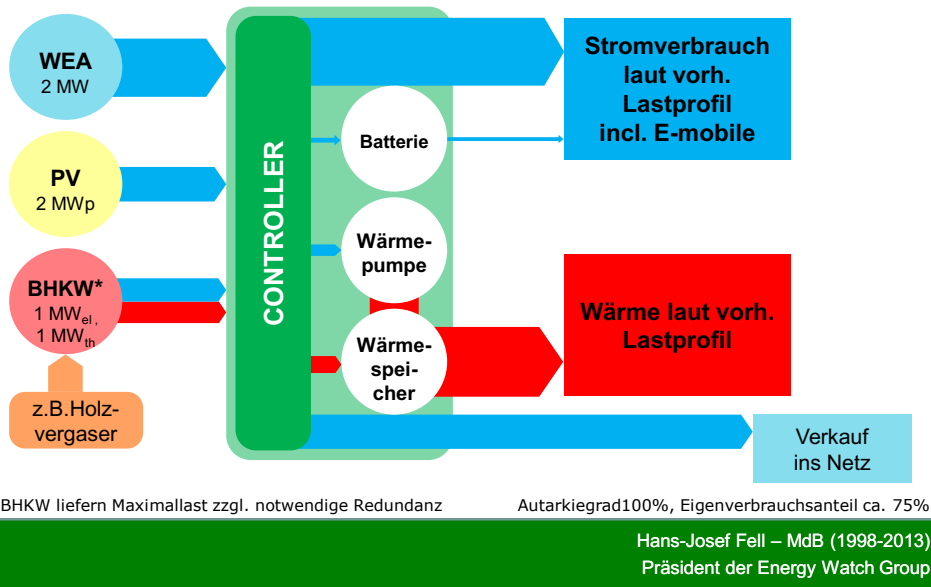 WEA
2 MW
PV
2 MWp
BHKW*
1 MWel ,
1 MWth
z.B.Holz-
vergaser
CONTROLLER
Batterie
Wärme-
pumpe
Wärme-
spei-
cher
Stromverbrauch
laut vorh.
Lastprofil
incl. E-mobile
Wärme laut vorh.
Lastprofil
Verkauf
ins Netz
BHKW liefern Maximallast zzgl. notwendige Redundanz
Autarkiegrad100%, Eigenverbrauchsanteil ca. 75%
Hans-Josef Fell – MdB (1998-2013)
Präsident der Energy Watch Group